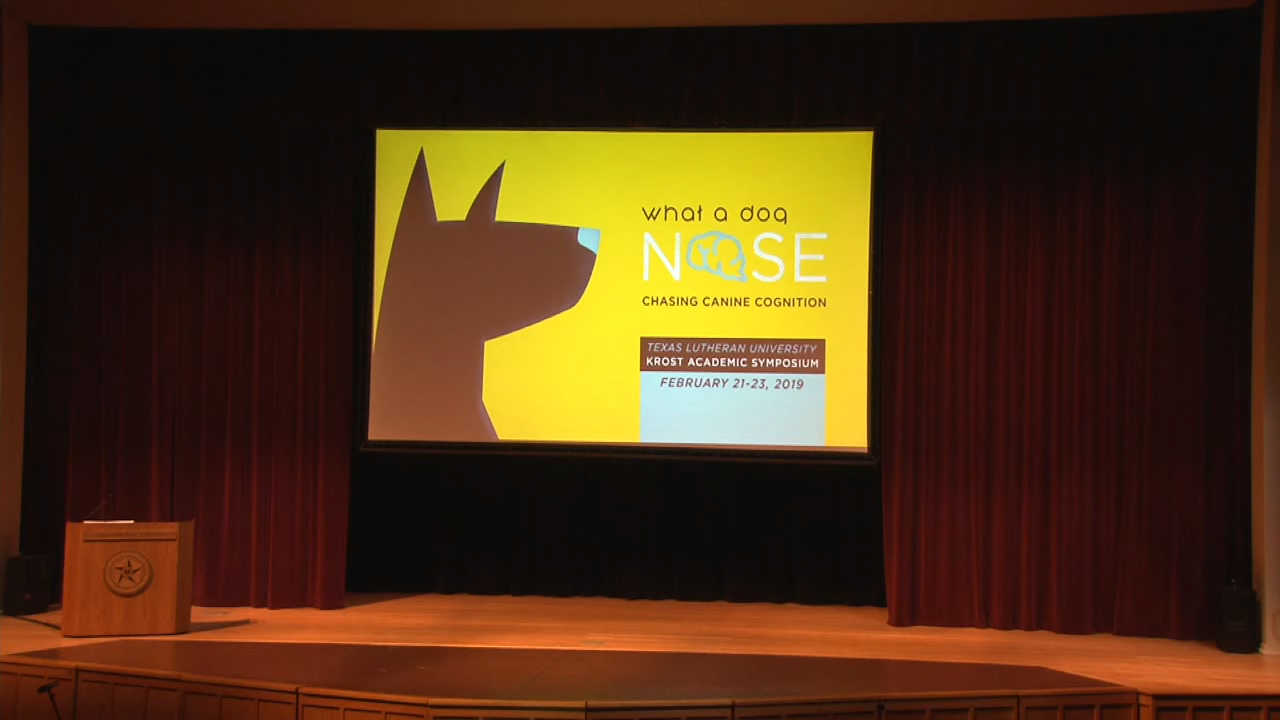 what a dog
NOSE
CHASING CANINE COGNITION
TEXAS LUTHERAN UNIVERSITY
KROST ACADEMIC SYMPOSIUM
FEBRUARY 21-23, 2019